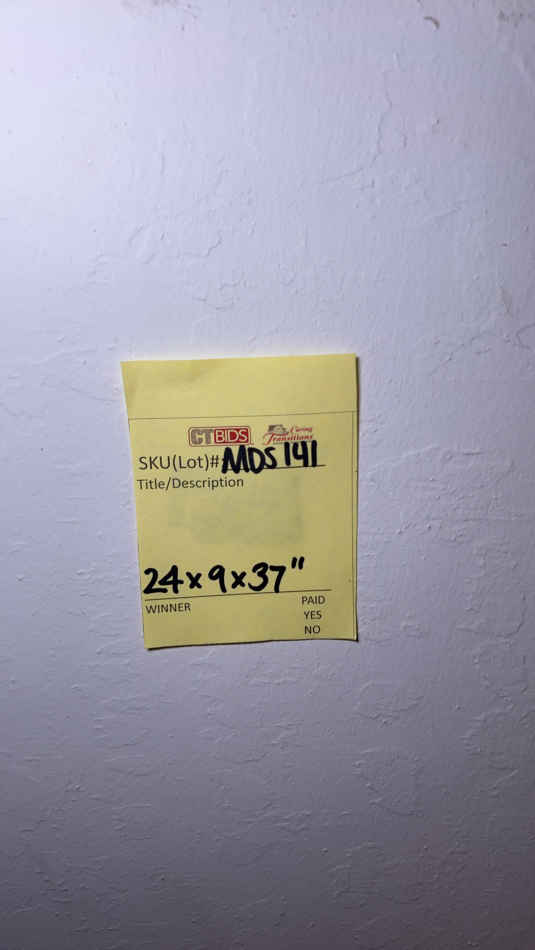 CTBIDS Caring Transitions
SKU(Lot)# MDS 141
Title/Description
24x9x37"
WINNER PAID
YES
NO